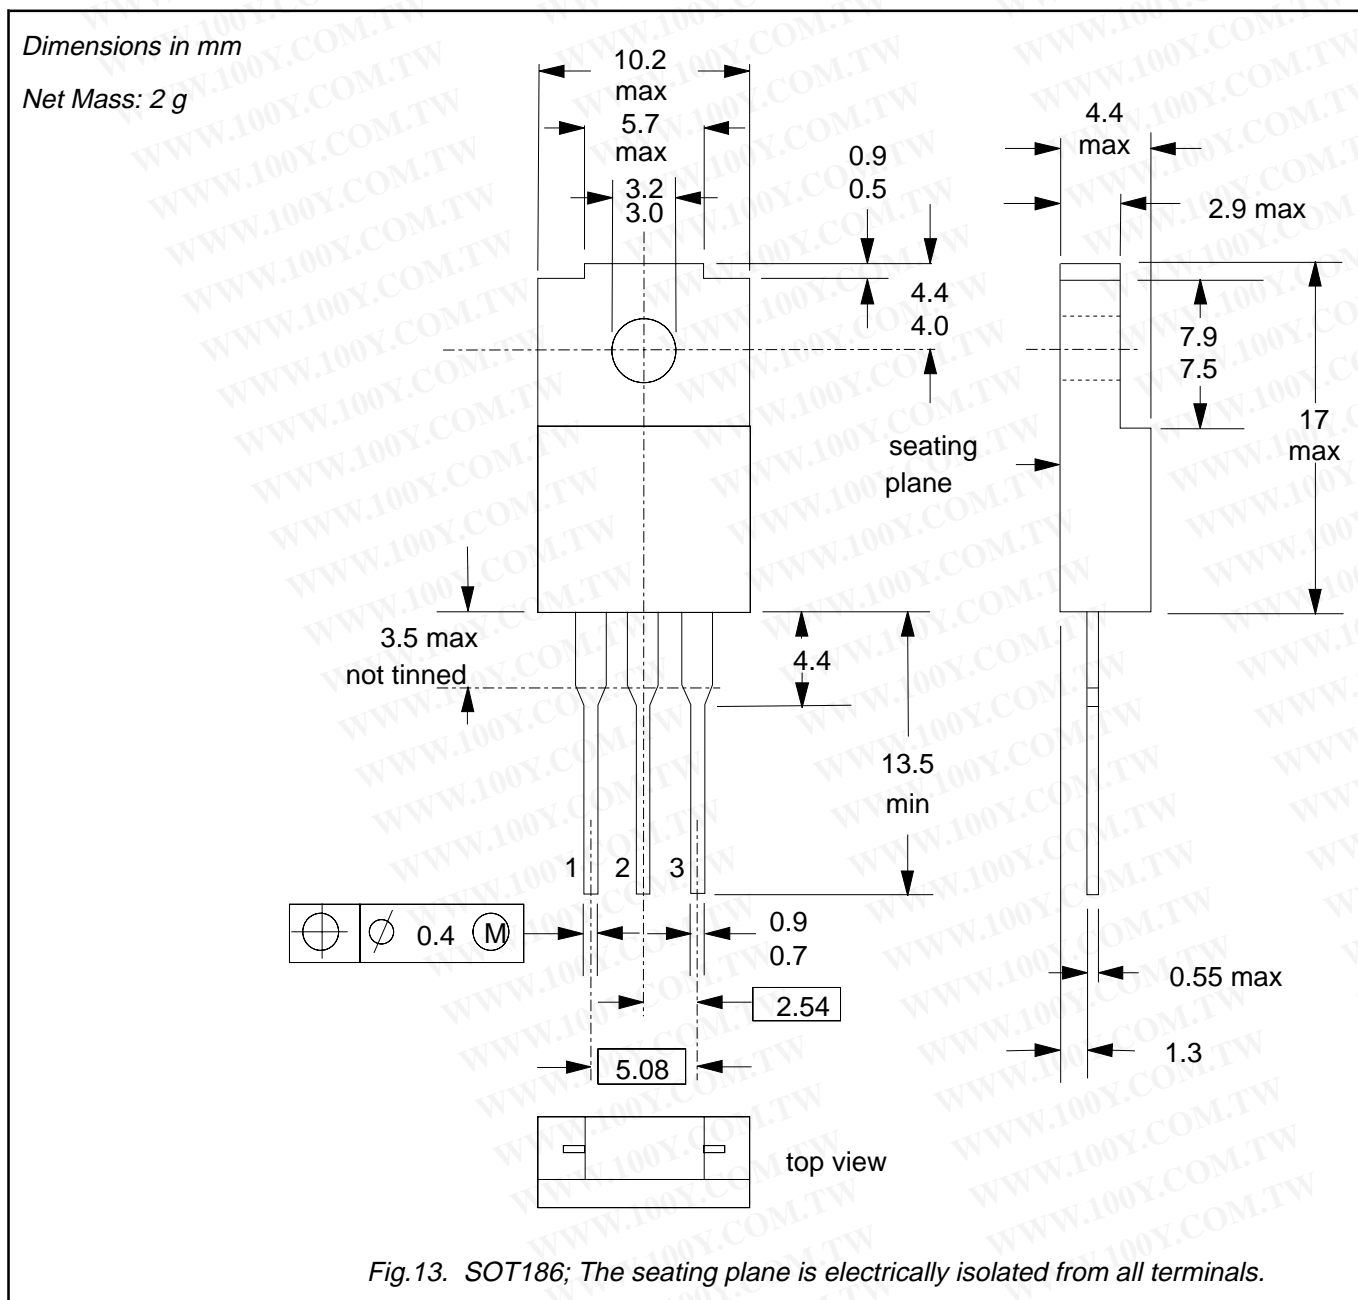 Dimensions in mm
Net Mass: 2 g
10.2
max
5.7
max
3.2
3.0
0.9
0.5
4.4
4.0
4.4
max
2.9 max
7.9
7.5
17
max
seating
plane
3.5 max
not tinned
4.4
13.5
min
1 2 3
0.4 M
0.9
0.7
2.54
5.08
0.55 max
1.3
top view
Fig.13. SOT186; The seating plane is electrically isolated from all terminals.
WWW.100Y.COM.TW